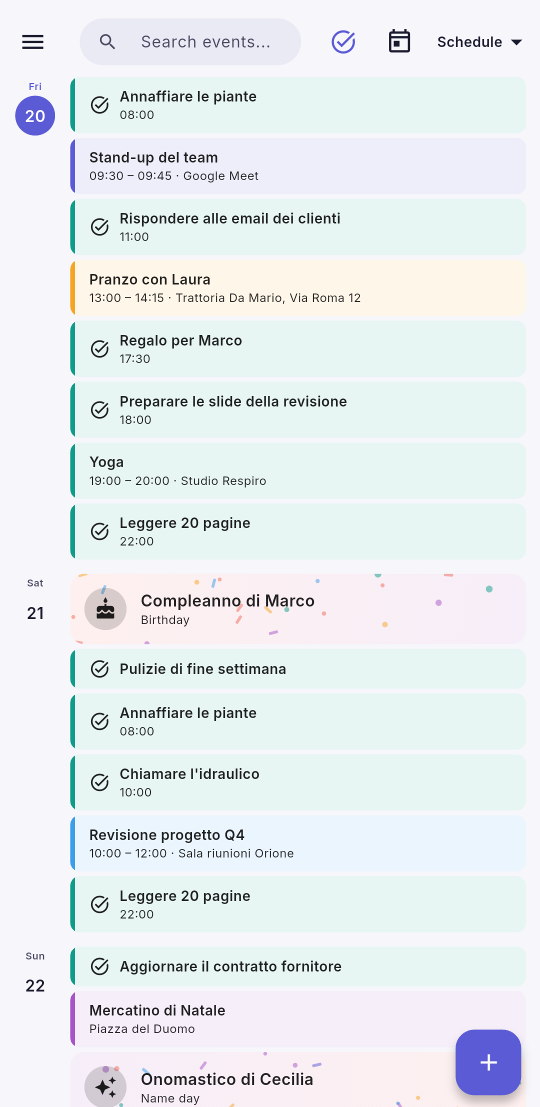 Search events...
Schedule
Fri
20
Annaffiare le piante
08:00
Stand-up del team
09:30 – 09:45 · Google Meet
Rispondere alle email dei clienti
11:00
Pranzo con Laura
13:00 – 14:15 · Trattoria Da Mario, Via Roma 12
Regalo per Marco
17:30
Preparare le slide della revisione
18:00
Yoga
19:00 – 20:00 · Studio Respiro
Leggere 20 pagine
22:00
Sat
21
Compleanno di Marco
Birthday
Pulizie di fine settimana
Annaffiare le piante
08:00
Chiamare l'idraulico
10:00
Revisione progetto Q4
10:00 – 12:00 · Sala riunioni Orione
Leggere 20 pagine
22:00
Sun
22
Aggiornare il contratto fornitore
Mercatino di Natale
Piazza del Duomo
Onomastico di Cecilia
Name day